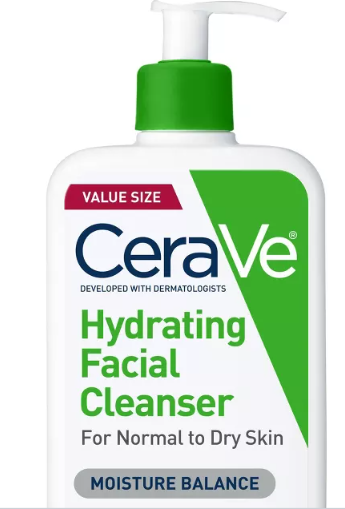 VALUE SIZE
CeraVe®
DEVELOPED WITH DERMATOLOGISTS
Hydrating
Facial
Cleanser
For Normal to Dry Skin
MOISTURE BALANCE